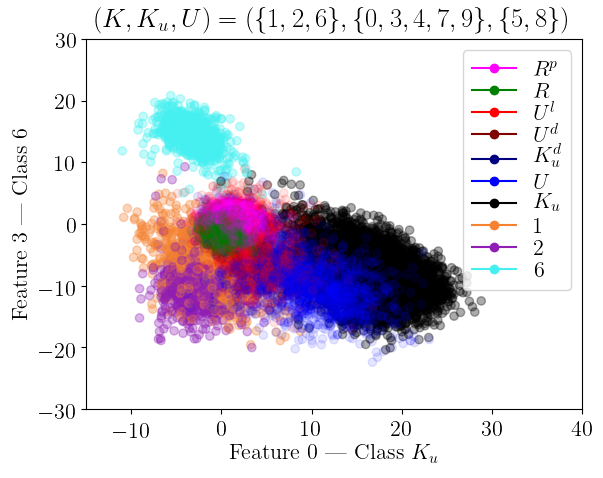 (K, K_u, U) = ({1, 2, 6}, {0, 3, 4, 7, 9}, {5, 8})
30
20
10
0
−10
−20
−30
Feature 3 — Class 6
R^p
R
U^l
U^d
K_u^d
U
K_u
1
2
6
−10 0 10 20 30 40
Feature 0 — Class K_u